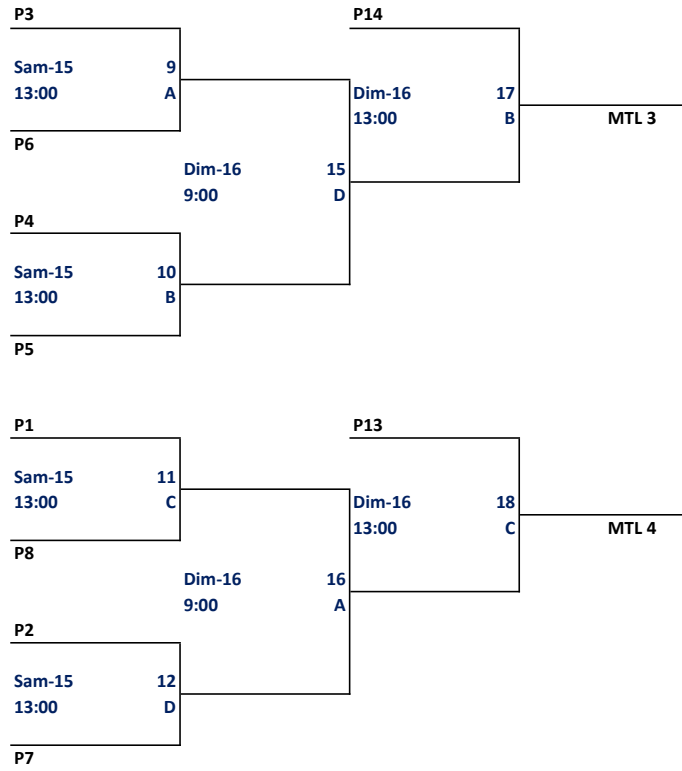 P3 P14
Sam-15 9
13:00 A Dim-16 17
13:00 B MTL 3
P6
Dim-16 15
9:00 D
P4
Sam-15 10
13:00 B
P5
P1 P13
Sam-15 11
13:00 C Dim-16 18
13:00 C MTL 4
P8
Dim-16 16
9:00 A
P2
Sam-15 12
13:00 D
P7